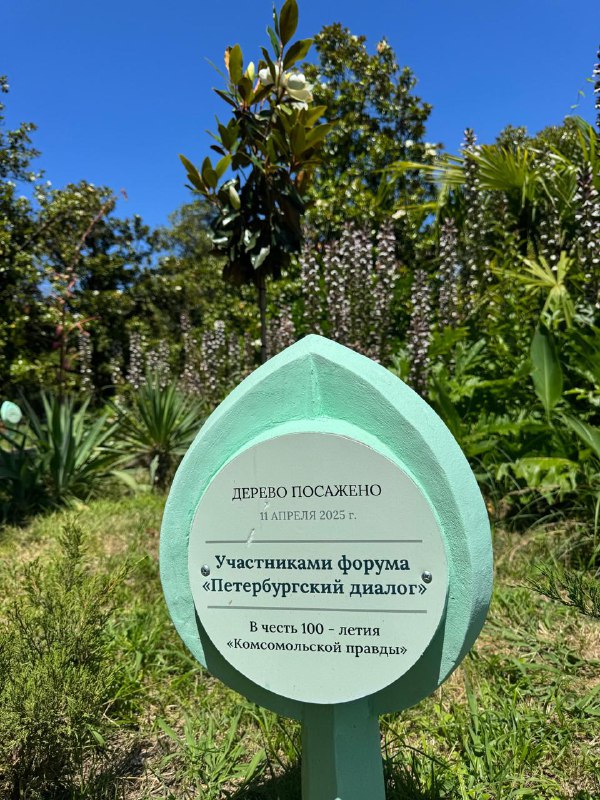 ДЕРЕВО ПОСАЖЕНО
11 АПРЕЛЯ 2025 г.
Участниками форума
«Петербургский диалог»
В честь 100 - летия
«Комсомольской правды»